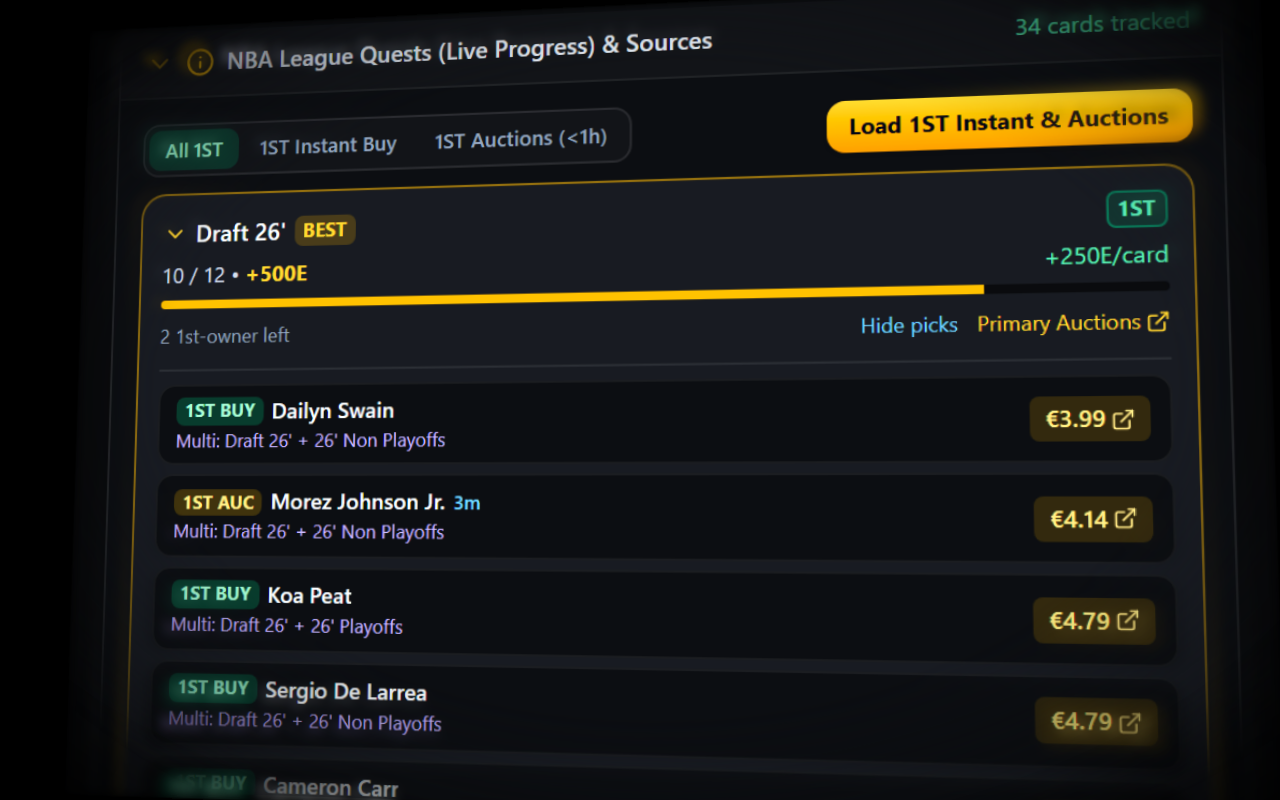 NBA League Quests (Live Progress) & Sources
34 cards tracked
All 1ST
1ST Instant Buy
1ST Auctions (<1h)
Load 1ST Instant & Auctions
Draft 26' BEST
1ST
10 / 12 • +500E
+250E/card
2 1st-owner left
Hide picks
Primary Auctions
1ST BUY Dailyn Swain
Multi: Draft 26' + 26' Non Playoffs
€3.99
1ST AUC Morez Johnson Jr. 3m
Multi: Draft 26' + 26' Non Playoffs
€4.14
1ST BUY Koa Peat
Multi: Draft 26' + 26' Playoffs
€4.79
1ST BUY Sergio De Larrea
Multi: Draft 26' + 26' Non Playoffs
€4.79
1ST BUY Cameron Carr